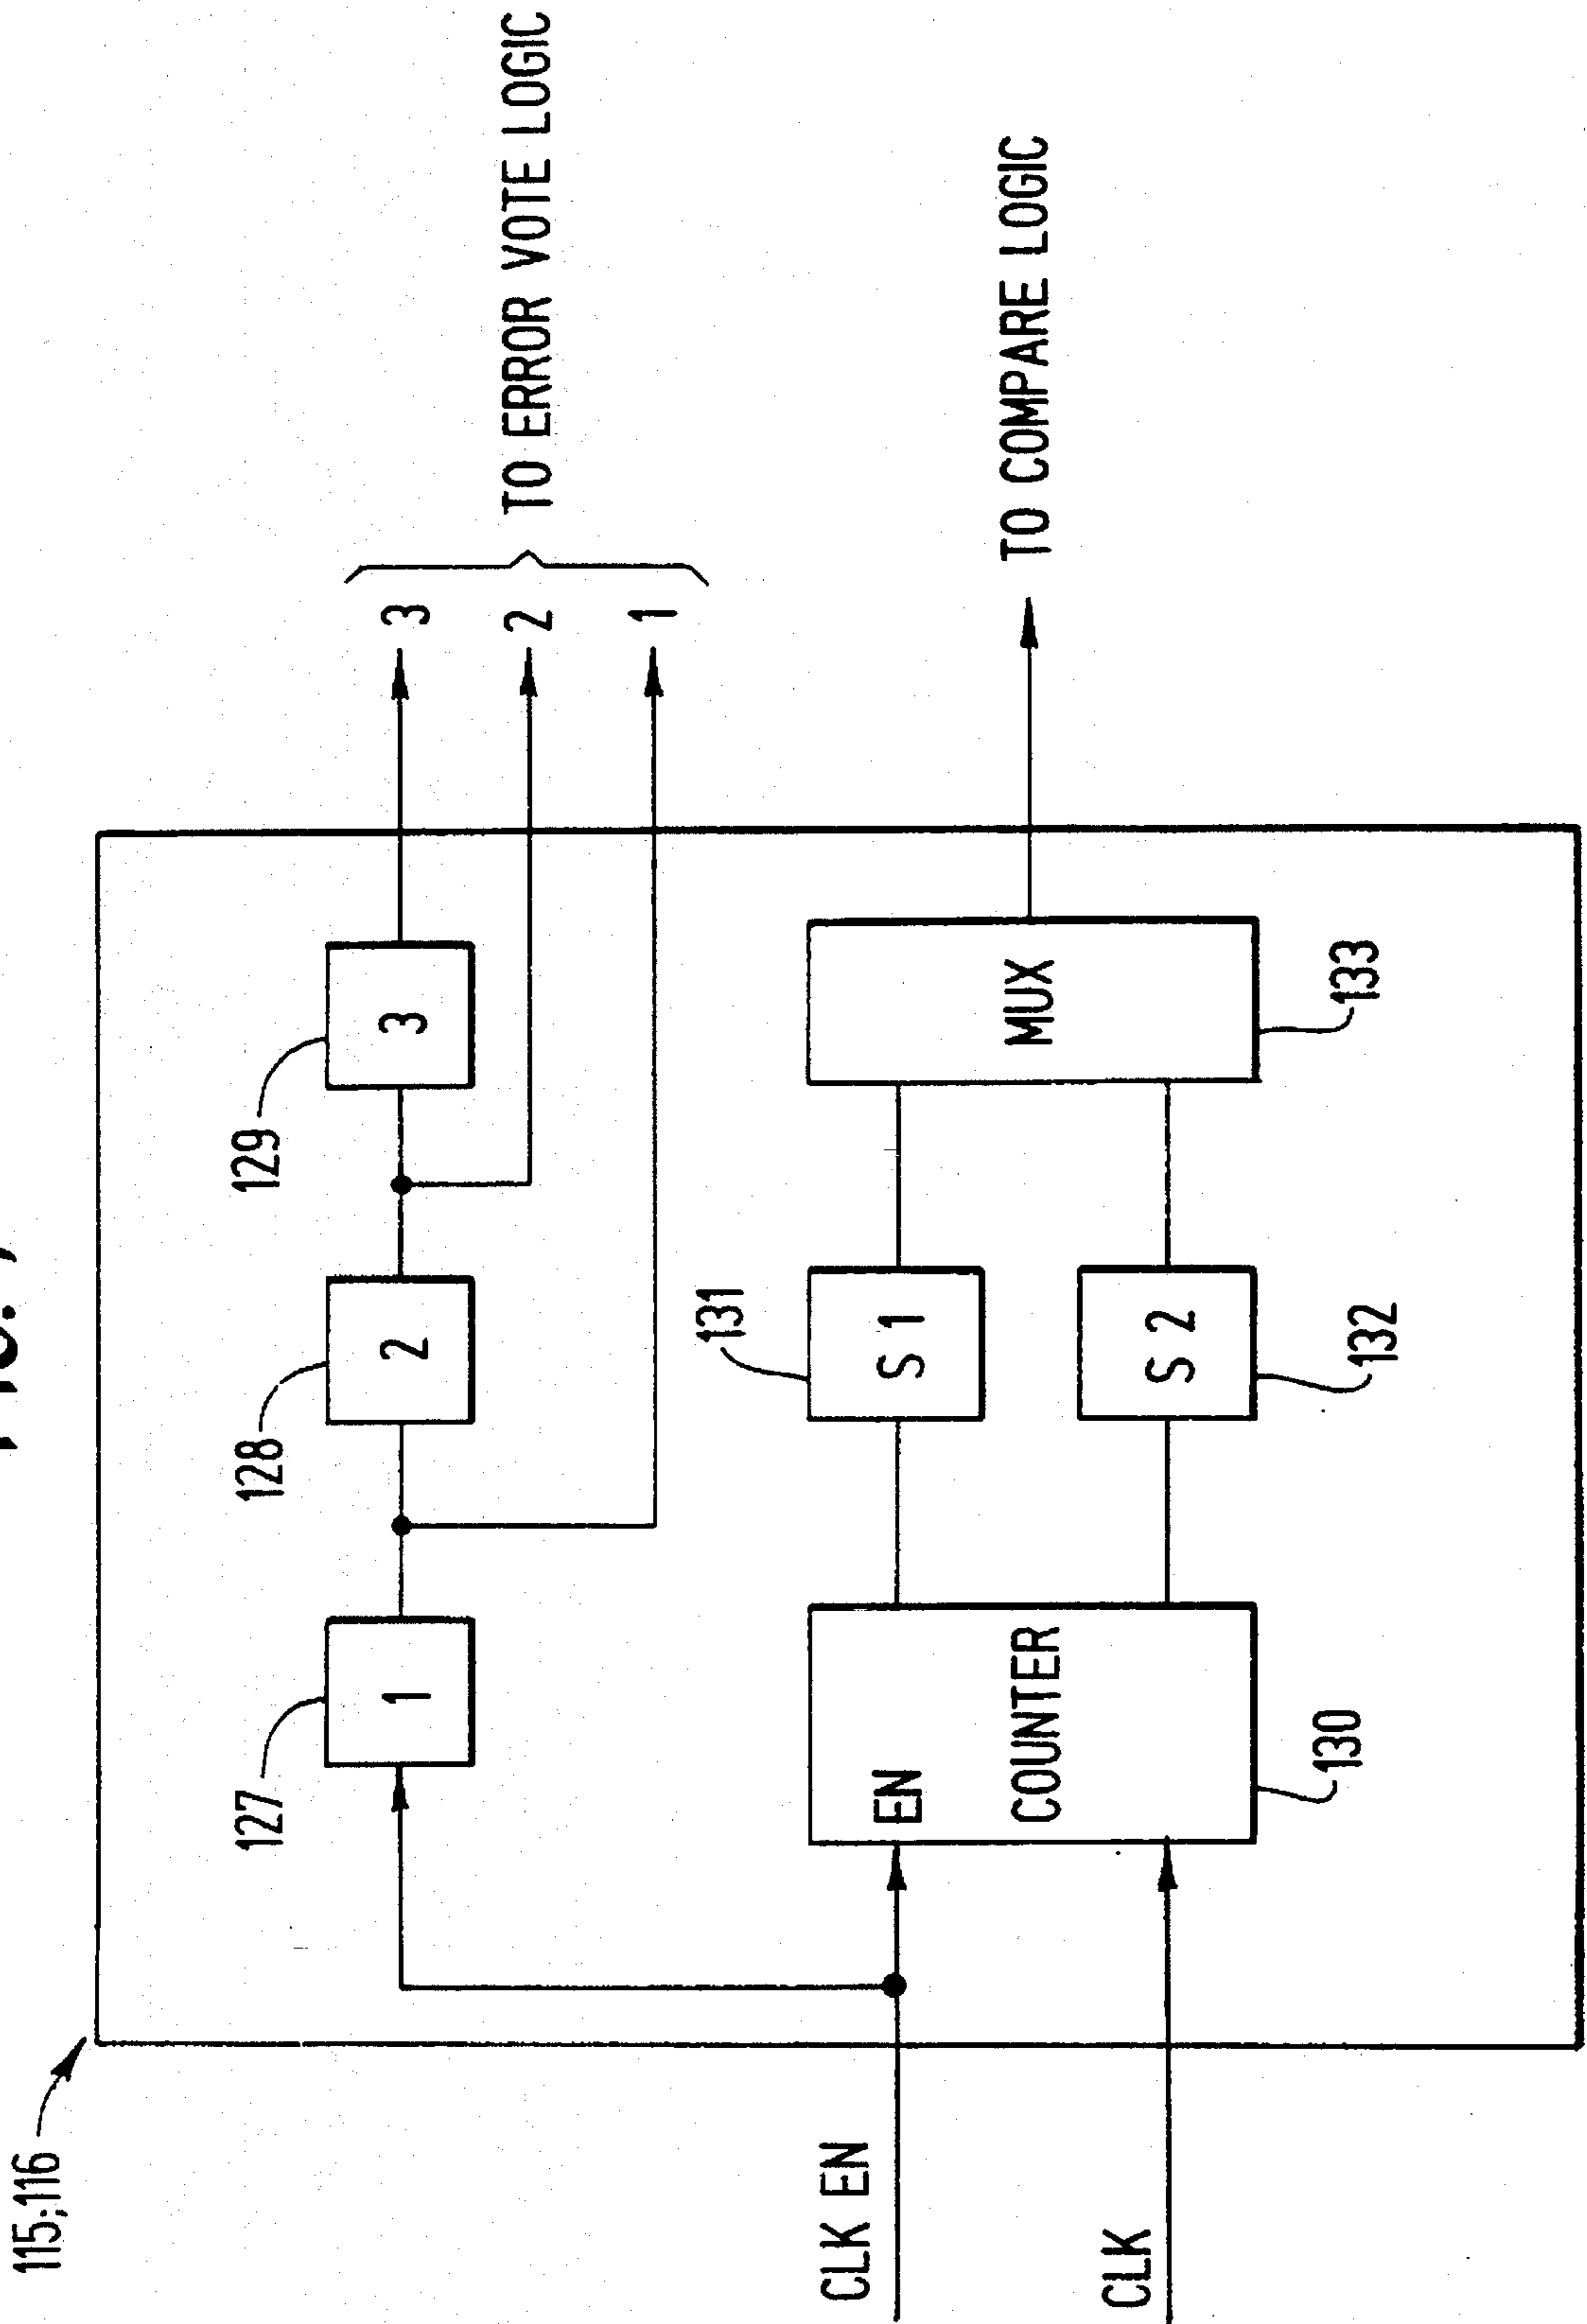 115;116
127
128
129
1
2
3
3
2
1
TO ERROR VOTE LOGIC
CLK EN
CLK
EN
COUNTER
130
131
S 1
S 2
132
MUX
133
TO COMPARE LOGIC